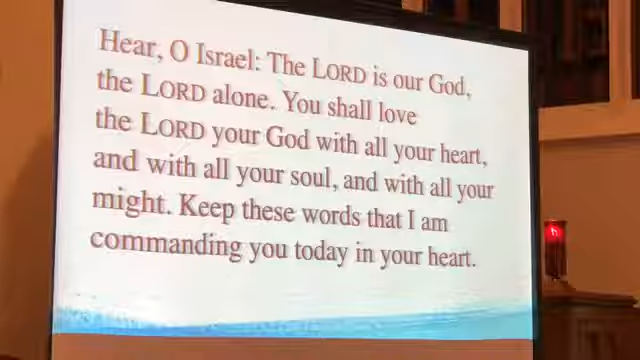 Hear, O Israel: The LORD is our God,
the LORD alone. You shall love
the LORD your God with all your heart,
and with all your soul, and with all your
might. Keep these words that I am
commanding you today in your heart.